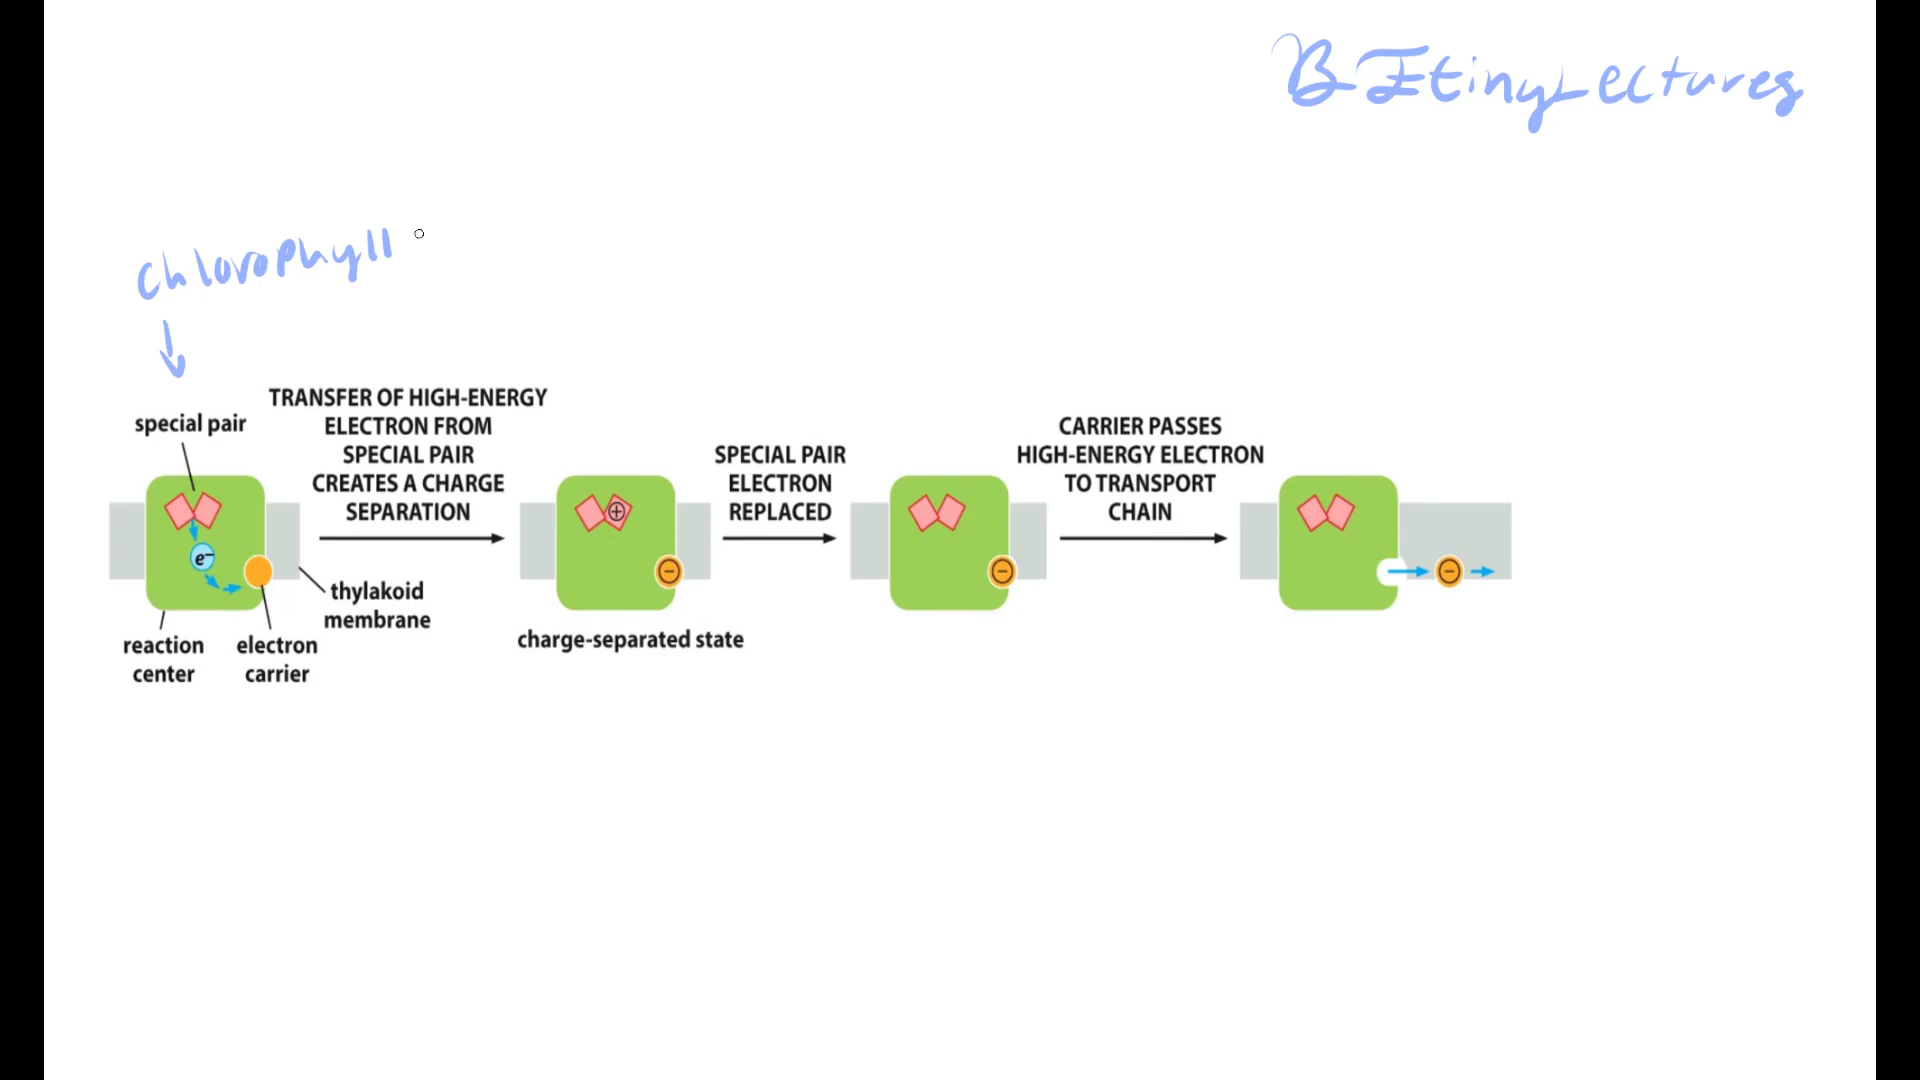 BItinyLectures
chlorophyll
special pair
TRANSFER OF HIGH-ENERGY
ELECTRON FROM
SPECIAL PAIR
CREATES A CHARGE
SEPARATION
SPECIAL PAIR
ELECTRON
REPLACED
CARRIER PASSES
HIGH-ENERGY ELECTRON
TO TRANSPORT
CHAIN
e–
+
–
–
–
thylakoid
membrane
reaction
center
electron
carrier
charge-separated state